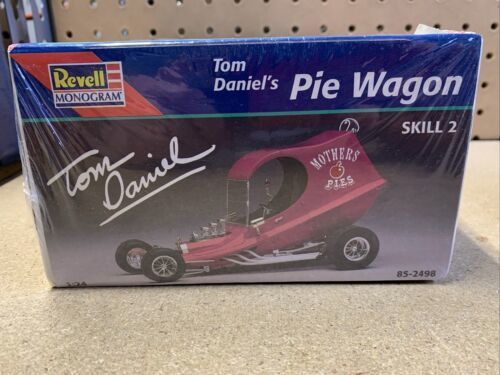 Revell
MONOGRAM
Tom
Daniel's
Pie Wagon
SKILL 2
Tom
Daniel
MOTHER'S
PIES
85-2498
1:24